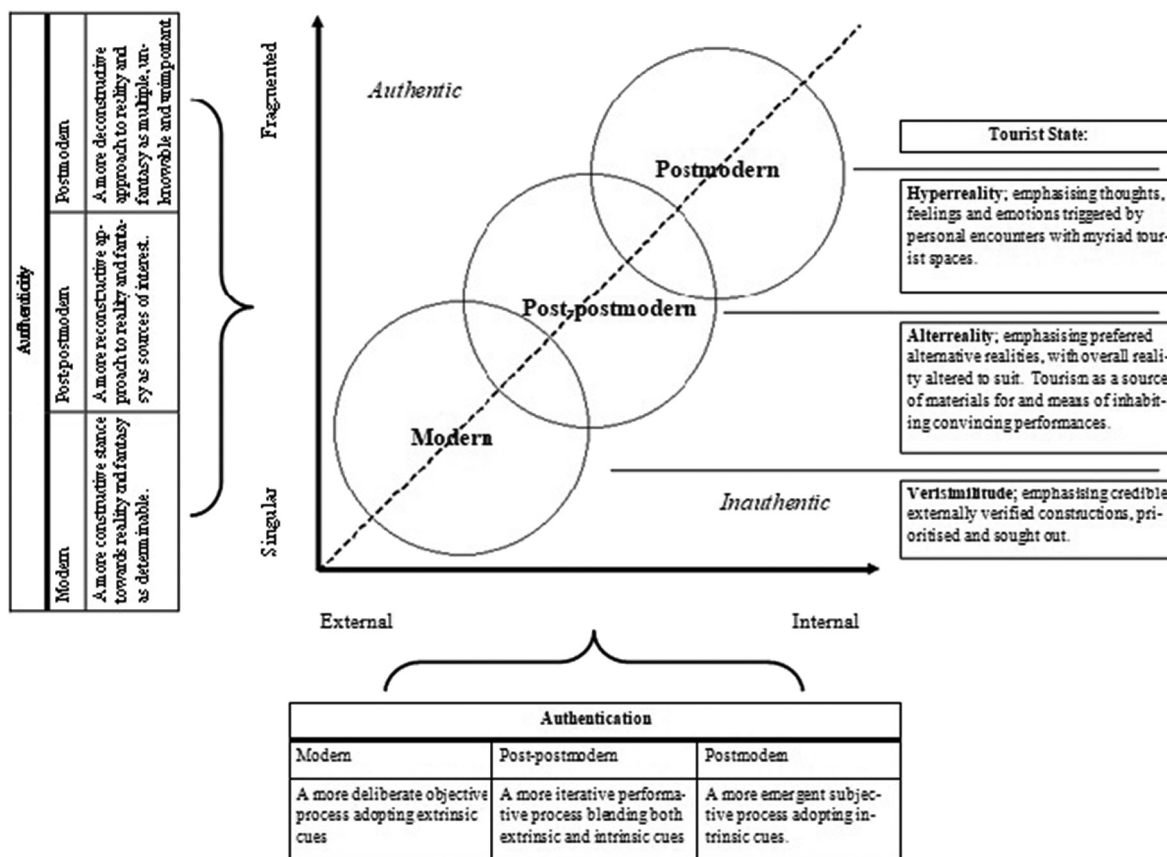 Authenticity
Postmodern
A more deconstructive
approach to reality and
fantasy as multiple, un-
knowable and unimportant
Post-postmodern
A more reconstructive ap-
proach to reality and fanta-
sy as sources of interest.
Modern
A more constructive stance
towards reality and fantasy
as determinable.
Fragmented
Singular
Authentic
Postmodern
Post-postmodern
Modern
Inauthentic
External
Internal
Tourist State:
Hyperreality; emphasising thoughts,
feelings and emotions triggered by
personal encounters with myriad tour-
ist spaces.
Alterreality; emphasising preferred
alternative realities, with overall reali-
ty altered to suit. Tourism as a source
of materials for and means of inhabit-
ing convincing performances.
Verisimilitude; emphasising credible
externally verified constructions, pri-
oritised and sought out.
Authentication
Modern
Post-postmodern
Postmodern
A more deliberate objective
process adopting extrinsic
cues
A more iterative performa-
tive process blending both
extrinsic and intrinsic cues
A more emergent subjec-
tive process adopting in-
trinsic cues.